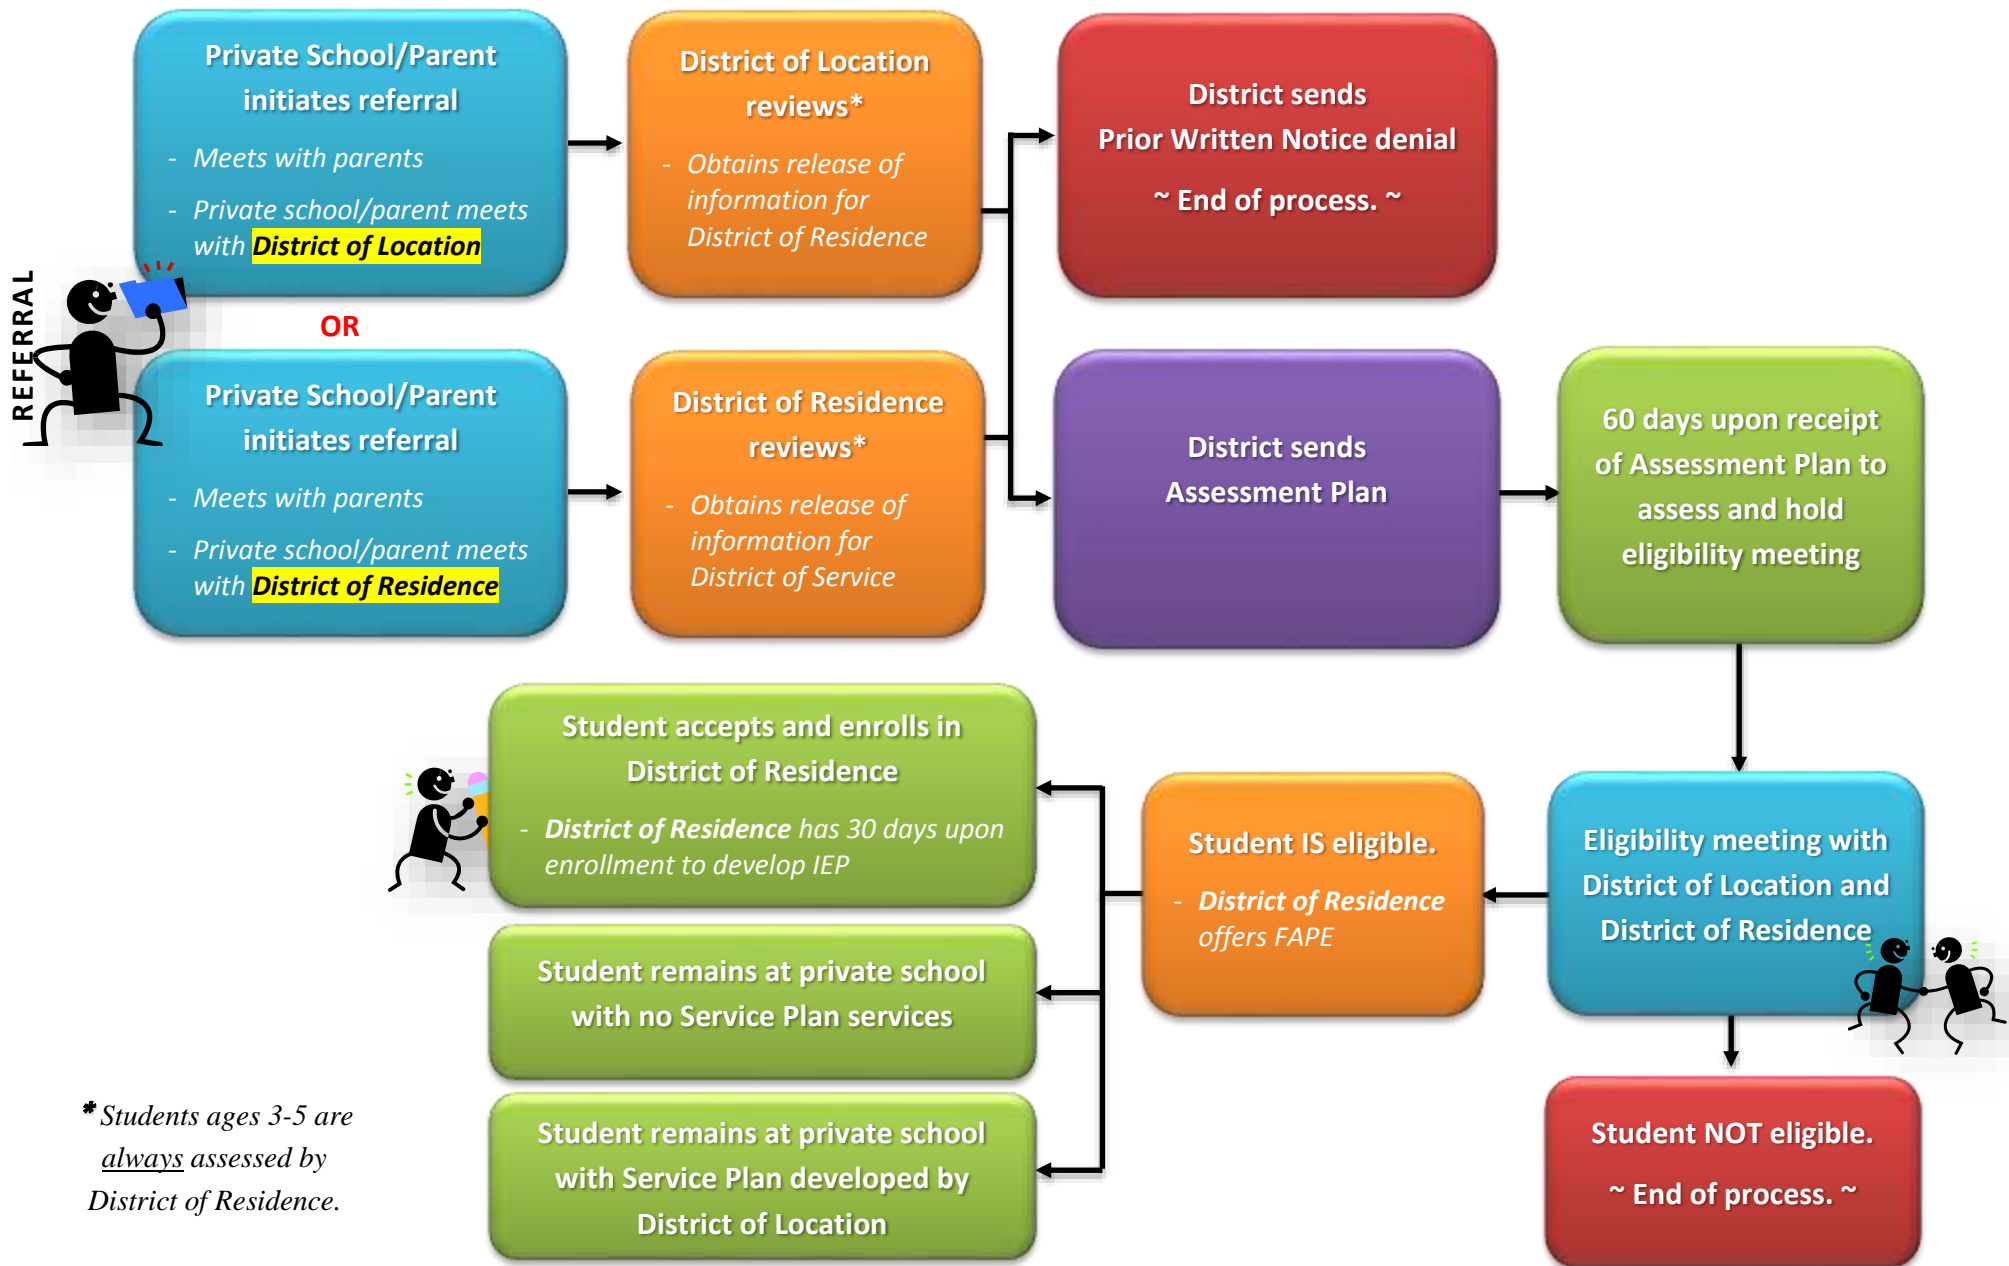 REFERRAL
Private School/Parent
initiates referral
- Meets with parents
- Private school/parent meets
with District of Location
OR
Private School/Parent
initiates referral
- Meets with parents
- Private school/parent meets
with District of Residence
District of Location
reviews*
- Obtains release of
information for
District of Residence
District of Residence
reviews*
- Obtains release of
information for
District of Service
District sends
Prior Written Notice denial
~ End of process. ~
District sends
Assessment Plan
60 days upon receipt
of Assessment Plan to
assess and hold
eligibility meeting
Eligibility meeting with
District of Location and
District of Residence
Student NOT eligible.
~ End of process. ~
Student IS eligible.
- District of Residence
offers FAPE
Student accepts and enrolls in
District of Residence
- District of Residence has 30 days upon
enrollment to develop IEP
Student remains at private school
with no Service Plan services
Student remains at private school
with Service Plan developed by
District of Location
* Students ages 3-5 are
always assessed by
District of Residence.